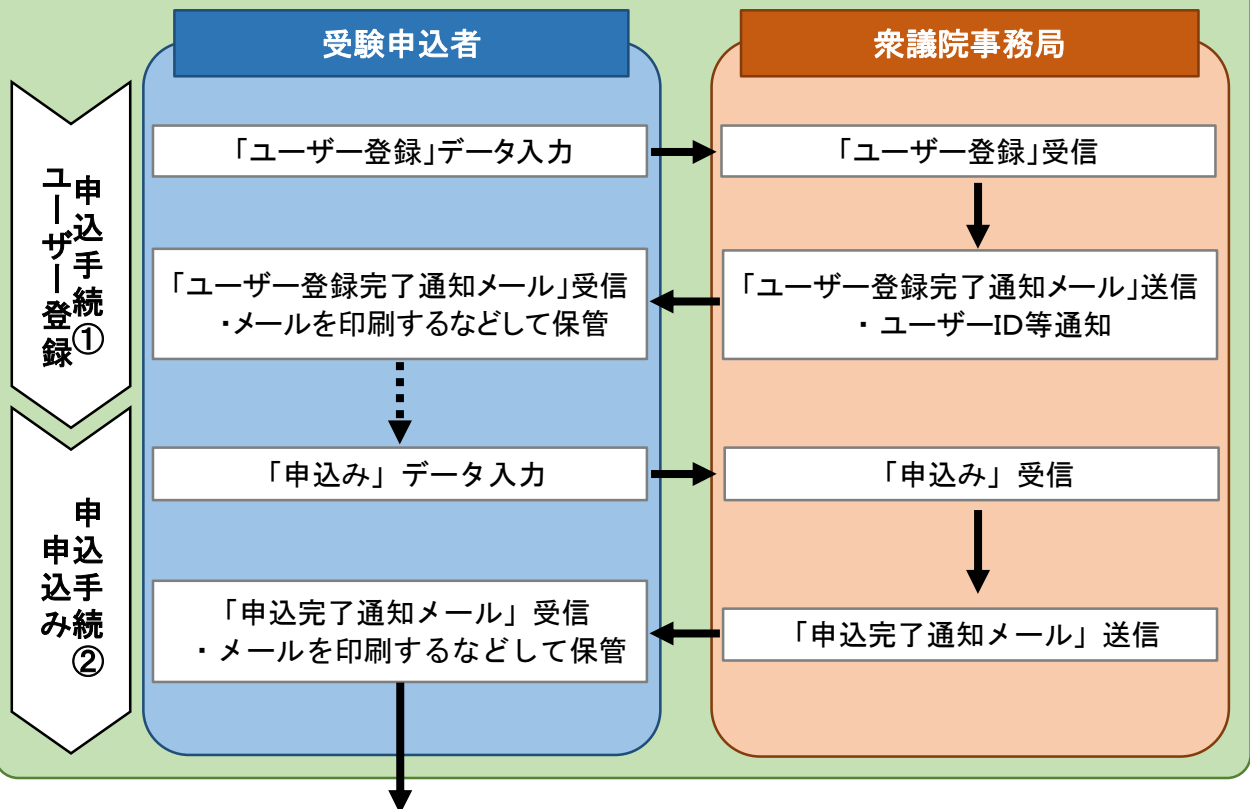 受験申込者
衆議院事務局
申込手続①
ユーザー登録
「ユーザー登録」データ入力
「ユーザー登録」受信
「ユーザー登録完了通知メール」受信
・メールを印刷するなどして保管
「ユーザー登録完了通知メール」送信
・ ユーザーID等通知
申込手続②
申込み
「申込み」データ入力
「申込み」受信
「申込完了通知メール」受信
・メールを印刷するなどして保管
「申込完了通知メール」送信